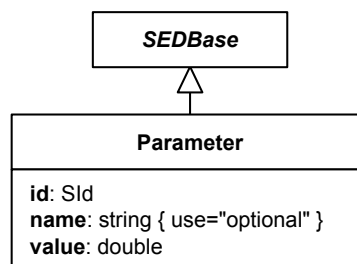 SEDBase
Parameter
id: SId
name: string { use="optional" }
value: double